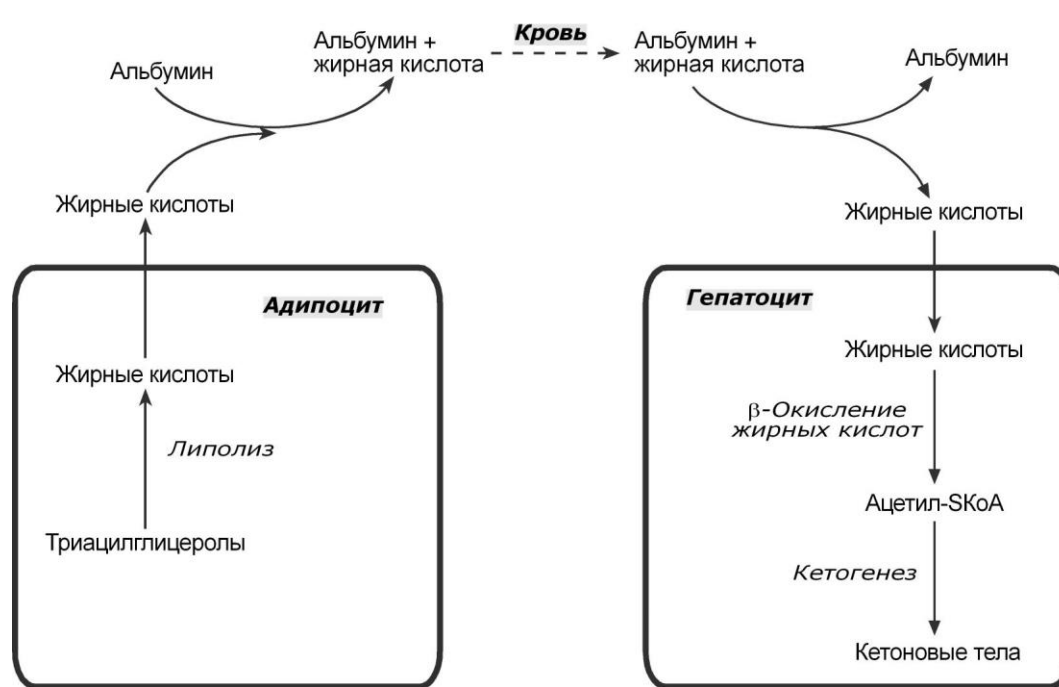 Кровь
Альбумин
Альбумин +
жирная кислота
Альбумин +
жирная кислота
Альбумин
Жирные кислоты
Жирные кислоты
Адипоцит
Жирные кислоты
Липолиз
Триацилглицеролы
Гепатоцит
Жирные кислоты
β-Окисление
жирных кислот
Ацетил-SКоА
Кетогенез
Кетоновые тела